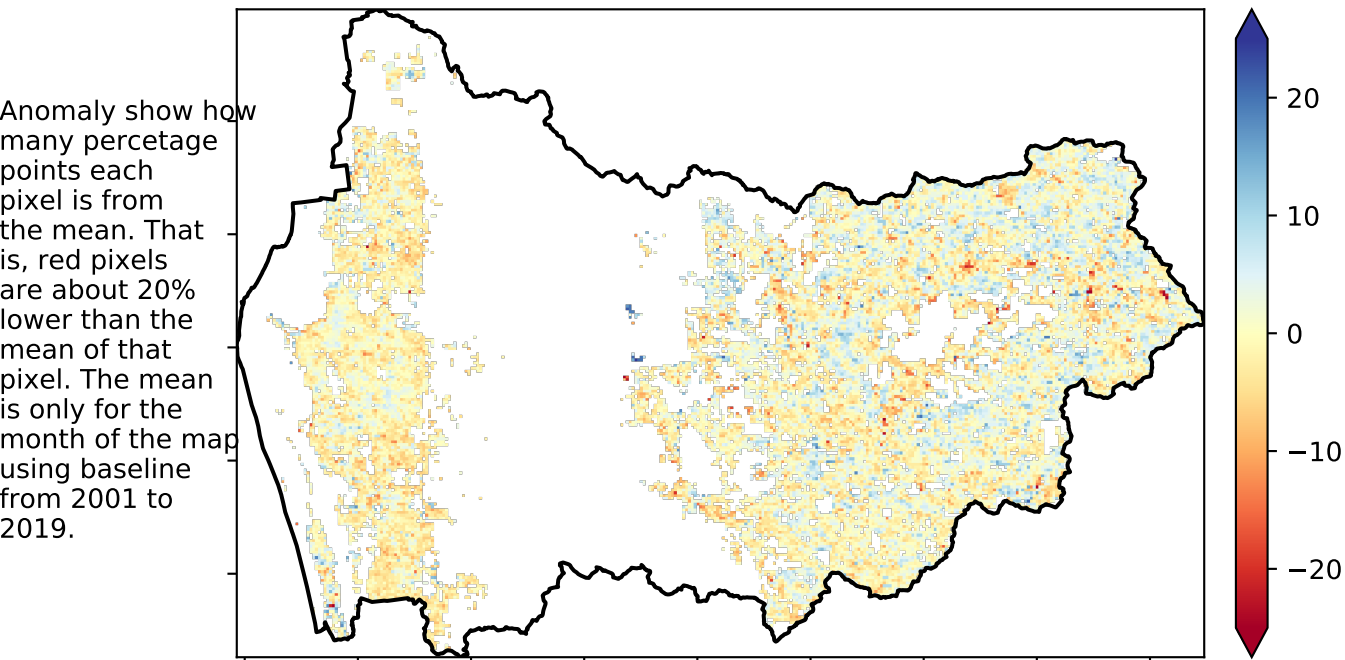 Anomaly show how
many percetage
points each
pixel is from
the mean. That
is, red pixels
are about 20%
lower than the
mean of that
pixel. The mean
is only for the
month of the map
using baseline
from 2001 to
2019.
20
10
0
−10
−20